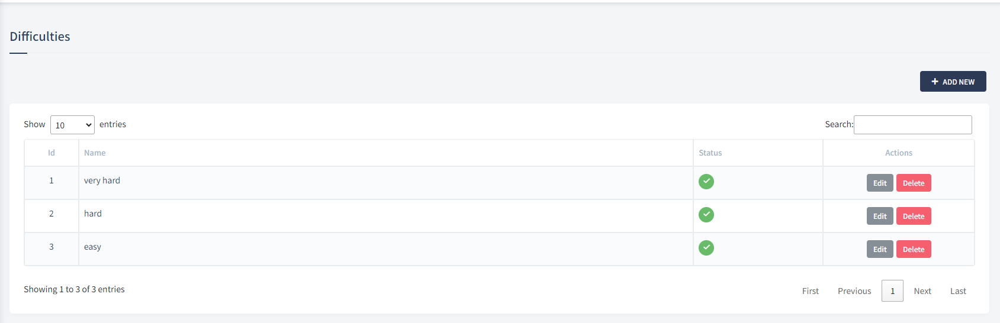 Difficulties
ADD NEW
Show 10 entries Search:
Id Name Status Actions
1 very hard Edit Delete
2 hard Edit Delete
3 easy Edit Delete
Showing 1 to 3 of 3 entries First Previous 1 Next Last